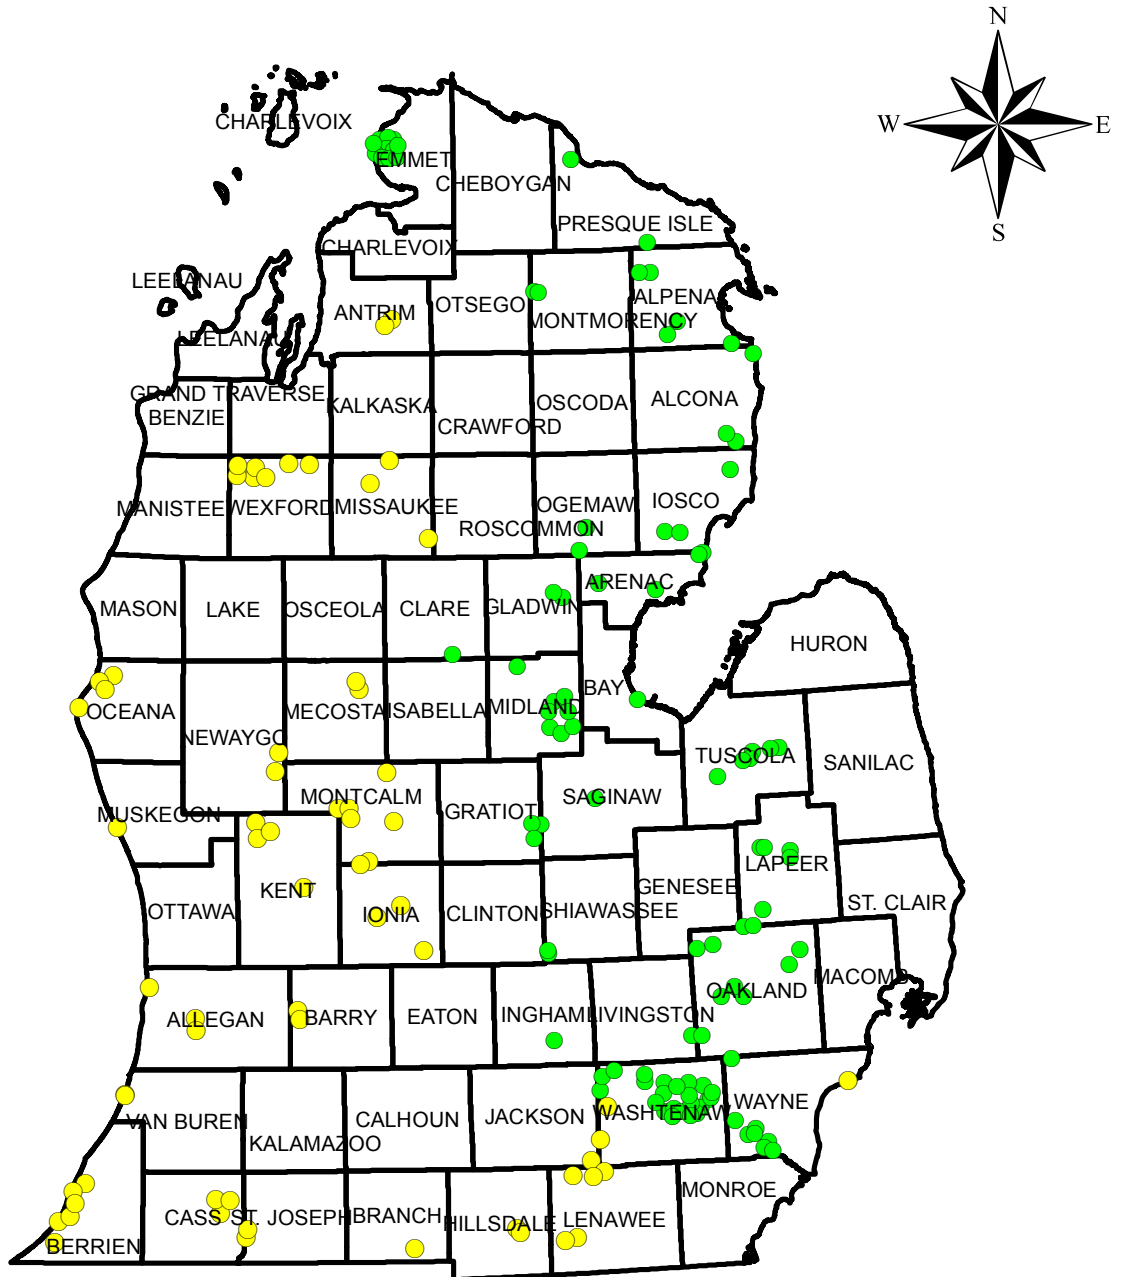 N
W E
S
CHARLEVOIX
EMMET
CHEBOYGAN
PRESQUE ISLE
CHARLEVOIX
LEELANAU
ANTRIM
OTSEGO
MONTMORENCY
ALPENA
LEELANAU
GRAND TRAVERSE
BENZIE
KALKASKA
CRAWFORD
OSCODA
ALCONA
MANISTEE
WEXFORD
MISSAUKEE
ROSCOMMON
OGEMAW
IOSCO
MASON
LAKE
OSCEOLA
CLARE
GLADWIN
ARENAC
HURON
OCEANA
NEWAYGO
MECOSTA
ISABELLA
MIDLAND
BAY
TUSCOLA
SANILAC
MUSKEGON
MONTCALM
GRATIOT
SAGINAW
LAPEER
GENESEE
ST. CLAIR
OTTAWA
KENT
IONIA
CLINTON
SHIAWASSEE
ALLEGAN
BARRY
EATON
INGHAM
LIVINGSTON
OAKLAND
MACOMB
VAN BUREN
KALAMAZOO
CALHOUN
JACKSON
WASHTENAW
WAYNE
BERRIEN
CASS
ST. JOSEPH
BRANCH
HILLSDALE
LENAWEE
MONROE